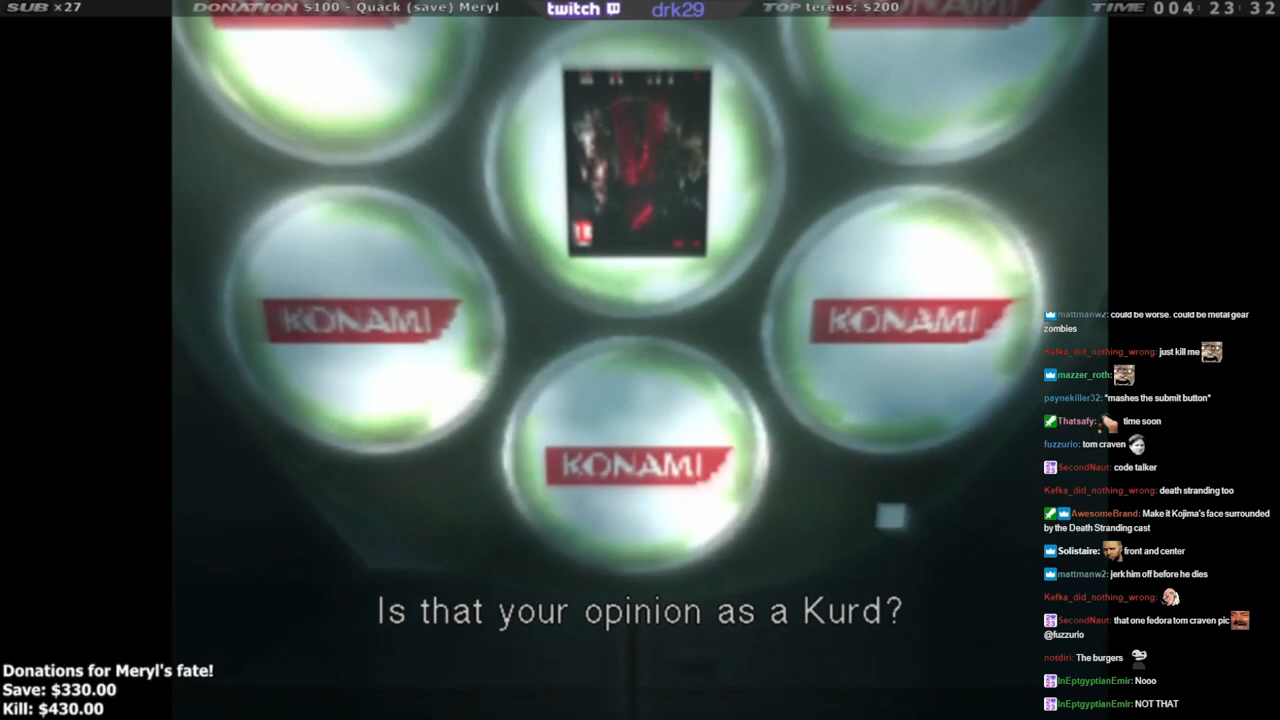 SUB ×27
DONATION $100 - Quack (save) Meryl
twitch drk29
TOP tereus: $200
TIME 004:23:32
KONAMI
KONAMI
KONAMI
KONAMI
V
Is that your opinion as a Kurd?
Donations for Meryl's fate!
Save: $330.00
Kill: $430.00
mattmanw2: could be worse. could be metal gear
zombies
Kefka_did_nothing_wrong: just kill me
mazzer_roth:
paynekiller32: *mashes the submit button*
Thatsafy: time soon
fuzzurio: tom craven
SecondNaut: code talker
Kefka_did_nothing_wrong: death stranding too
AwesomeBrand: Make it Kojima's face surrounded
by the Death Stranding cast
Solistaire: front and center
mattmanw2: jerk him off before he dies
Kefka_did_nothing_wrong:
SecondNaut: that one fedora tom craven pic
@fuzzurio
notdiri: The burgers
InEptgyptianEmir: Nooo
InEptgyptianEmir: NOT THAT